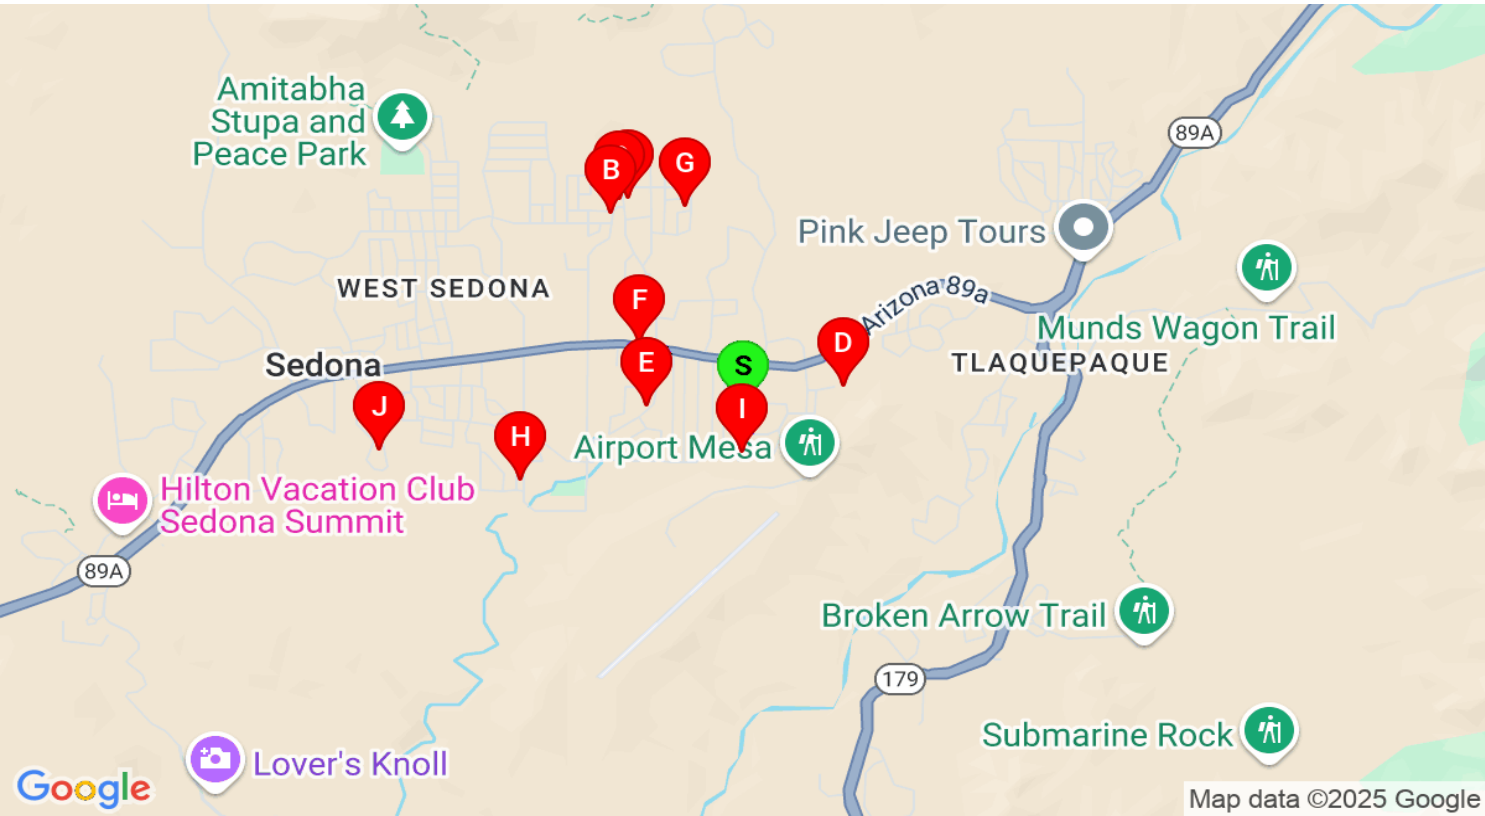 Amitabha
Stupa and
Peace Park
89A
B
G
Pink Jeep Tours
WEST SEDONA
F
Arizona 89a
Munds Wagon Trail
D
E
S
TLAQUEPAQUE
Sedona
J
I
H
Airport Mesa
Hilton Vacation Club
Sedona Summit
89A
Broken Arrow Trail
179
Submarine Rock
Lover's Knoll
Google
Map data ©2025 Google